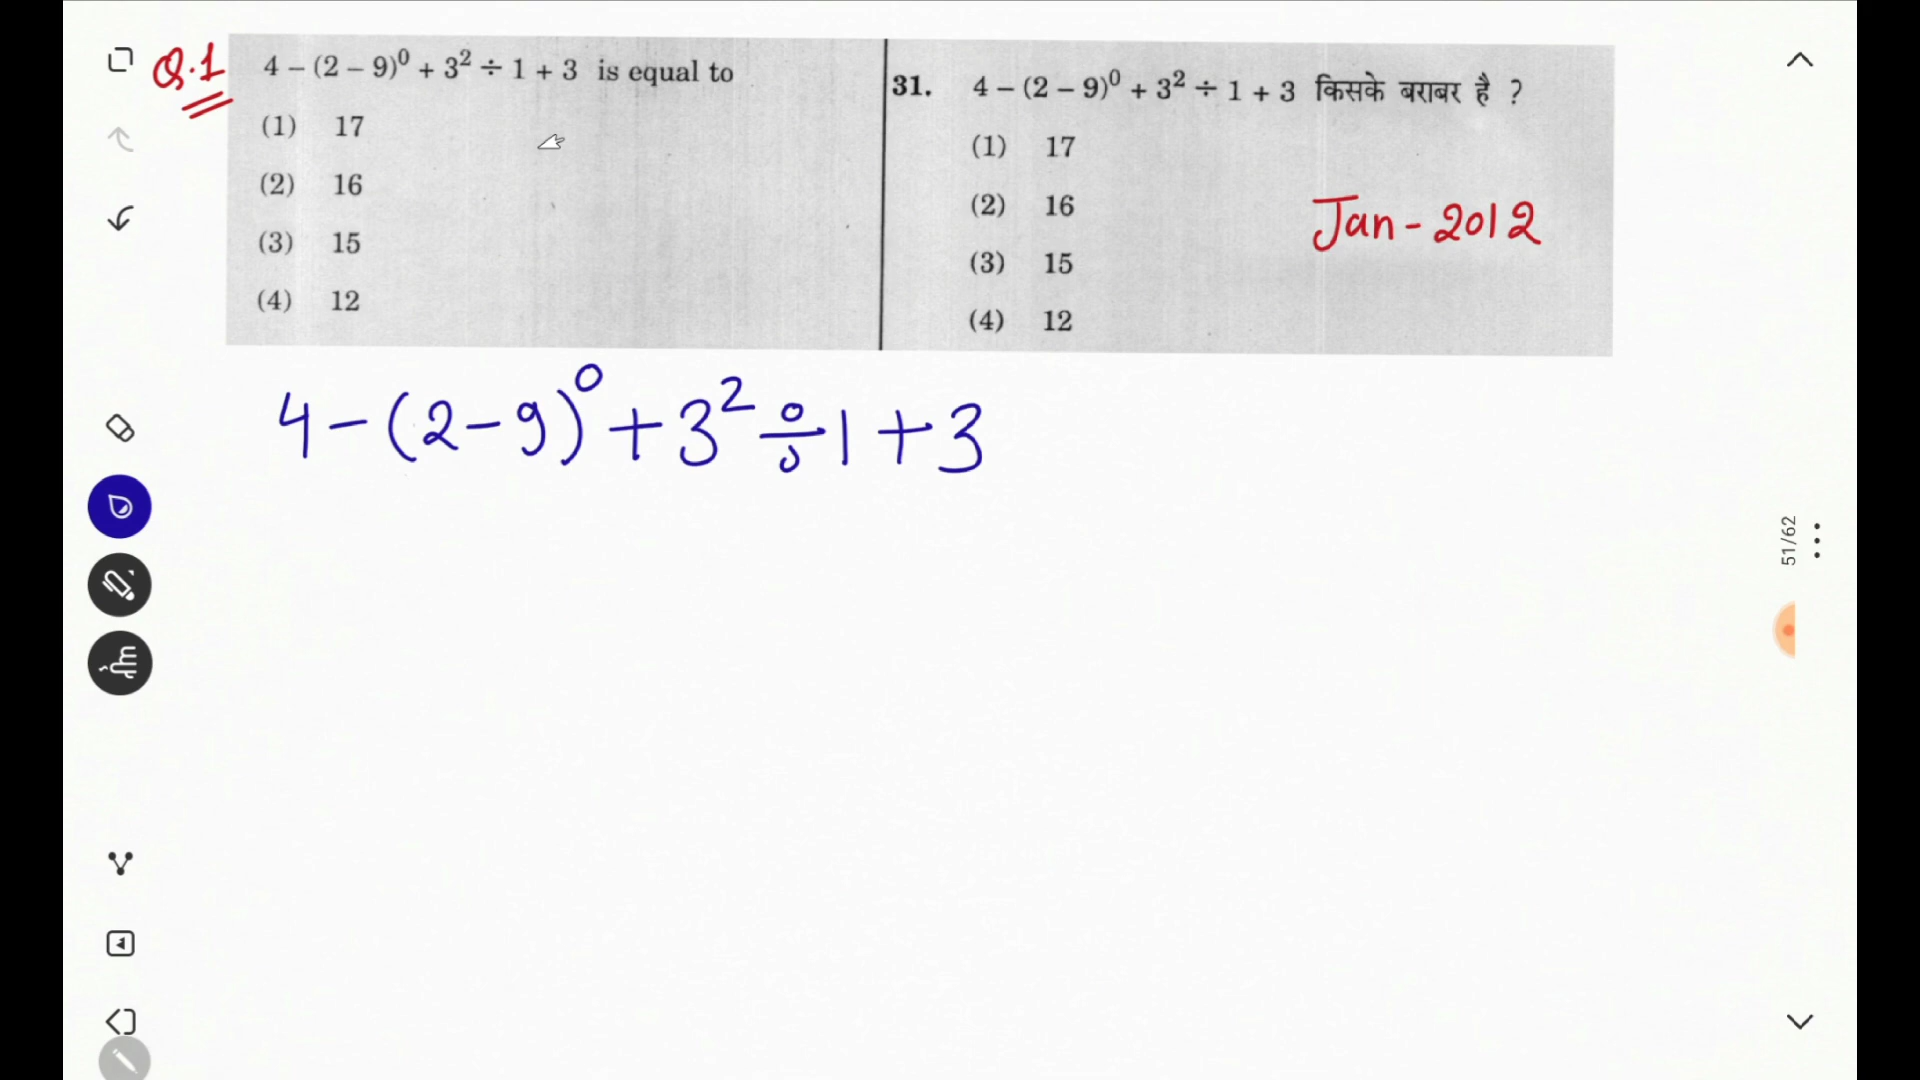 Q.1
4 – (2 – 9)⁰ + 3² ÷ 1 + 3 is equal to
(1) 17
(2) 16
(3) 15
(4) 12
31. 4 – (2 – 9)⁰ + 3² ÷ 1 + 3 किसके बराबर है ?
(1) 17
(2) 16
(3) 15
(4) 12
Jan - 2012
4 - (2 - 9)⁰ + 3² ÷ 1 + 3
51/62